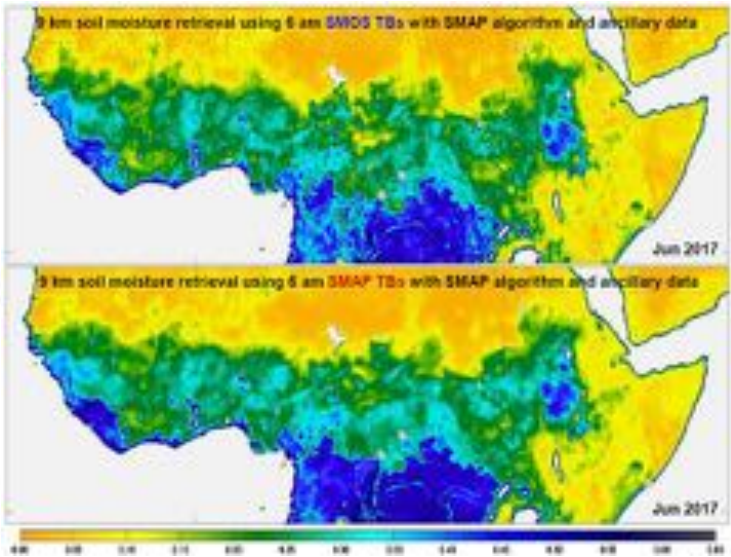 9 km soil moisture retrieval using 6 am SMOS TBs with SMAP algorithm and ancillary data
Jun 2017
9 km soil moisture retrieval using 6 am SMAP TBs with SMAP algorithm and ancillary data
Jun 2017